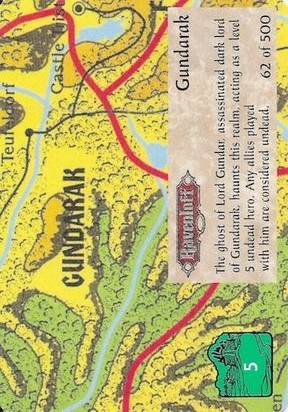 Gundarak
Ravenloft
The ghost of Lord Gundar, assassinated dark lord
of Gundarak, haunts this realm, acting as a level
5 undead hero. Any allies played
with him are considered undead.
62 of 500
5
GUNDARAK
Castle